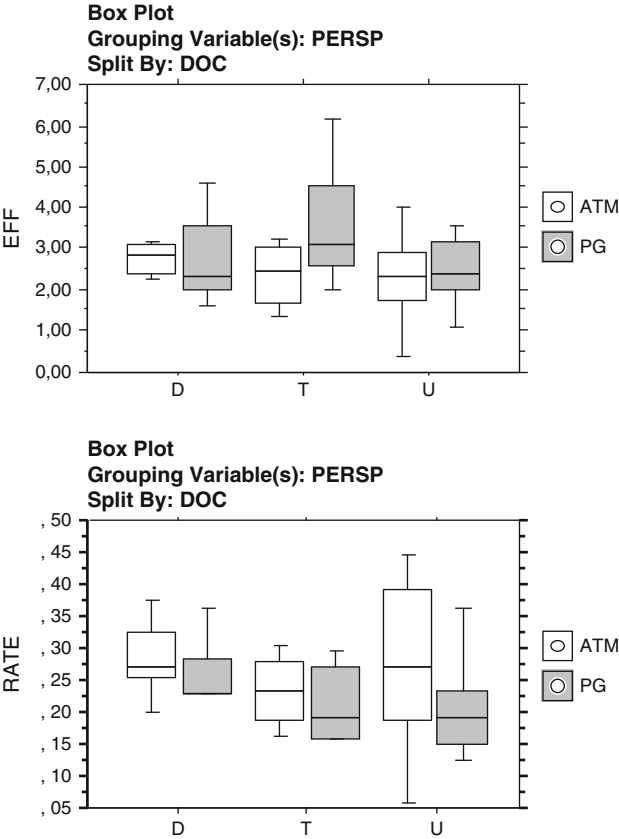 Box Plot
Grouping Variable(s): PERSP
Split By: DOC
7,00
6,00
5,00
4,00
3,00
2,00
1,00
0,00
EFF
D T U
ATM
PG
Box Plot
Grouping Variable(s): PERSP
Split By: DOC
, 50
, 45
, 40
, 35
, 30
, 25
, 20
, 15
, 10
, 05
RATE
D T U
ATM
PG